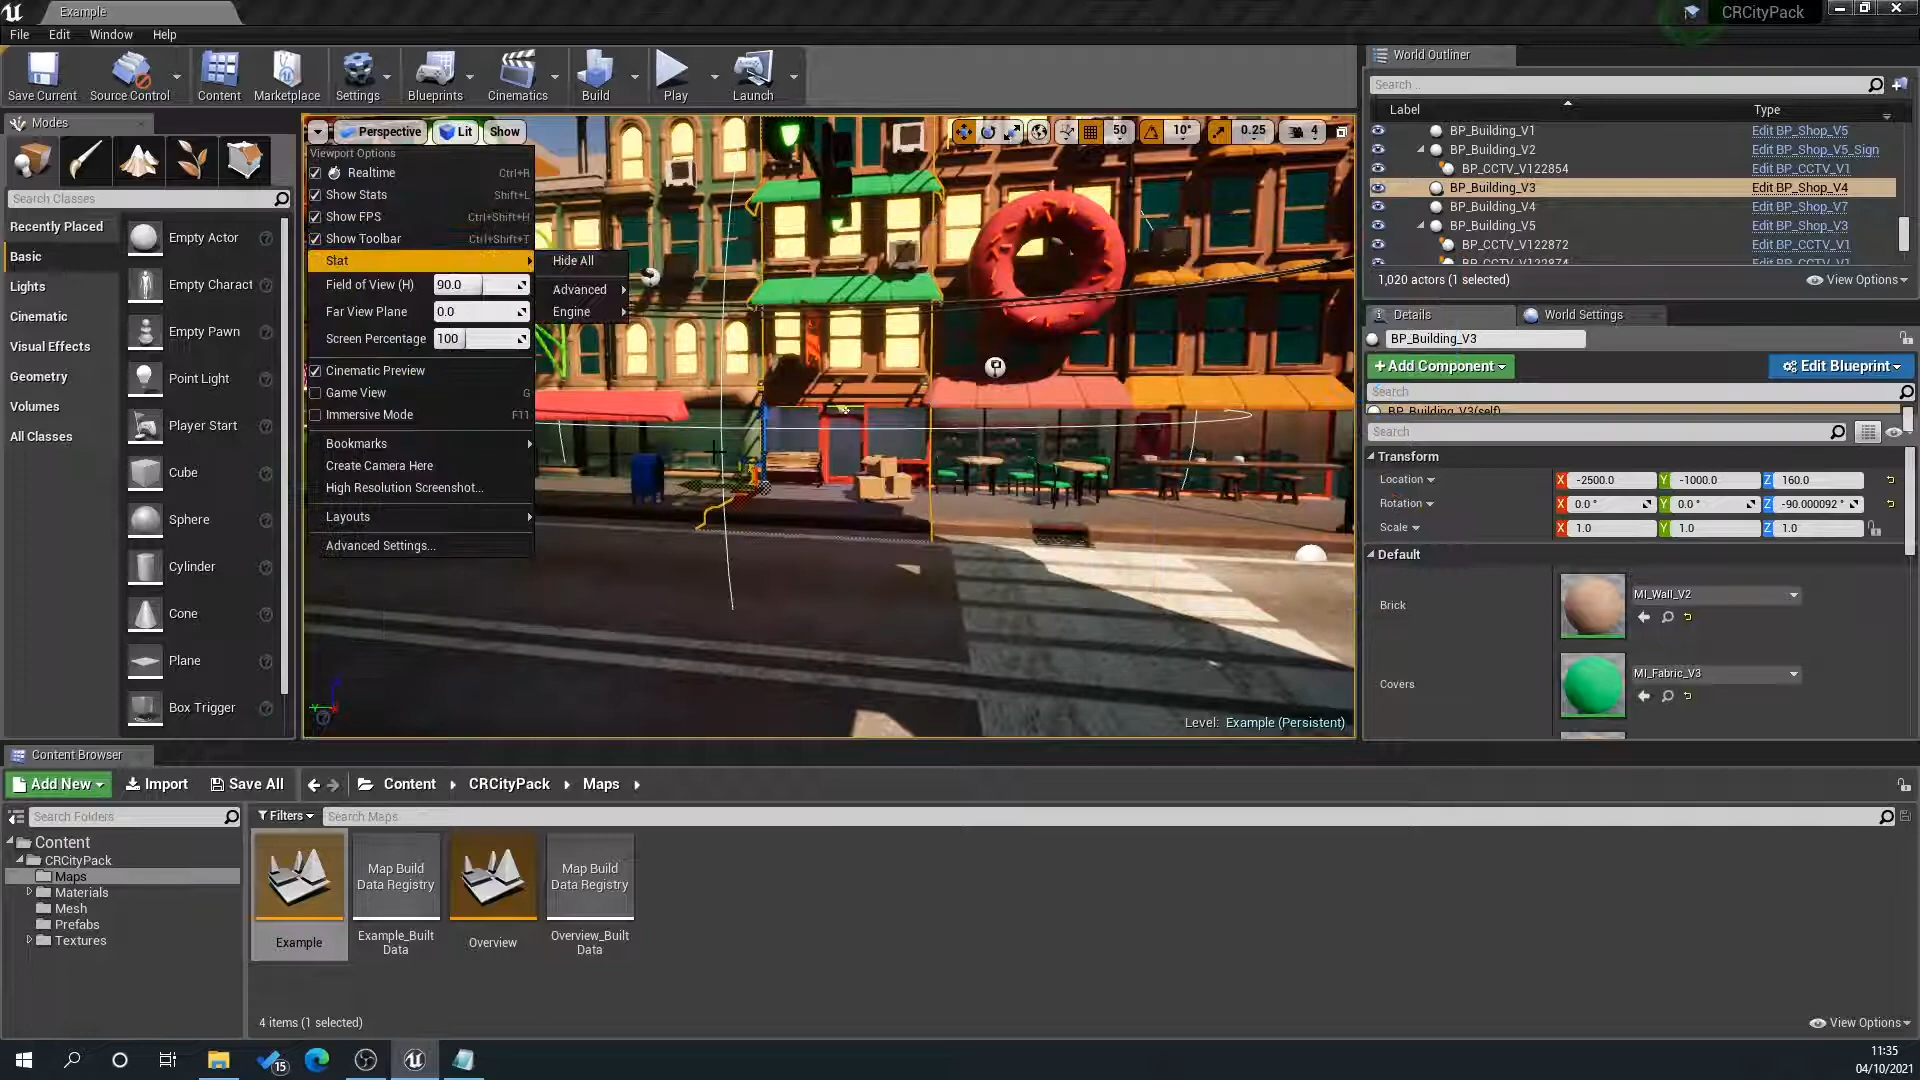 Example
CRCityPack
File Edit Window Help
Save Current
Source Control
Content
Marketplace
Settings
Blueprints
Cinematics
Build
Play
Launch
Modes
Search Classes
Recently Placed
Basic
Lights
Cinematic
Visual Effects
Geometry
Volumes
All Classes
Empty Actor
Empty Charact
Empty Pawn
Point Light
Player Start
Cube
Sphere
Cylinder
Cone
Plane
Box Trigger
Perspective Lit Show
50 10° 0.25 4
Viewport Options
Realtime Ctrl+R
Show Stats Shift+L
Show FPS Ctrl+Shift+H
Show Toolbar Ctrl+Shift+T
Stat
Field of View (H) 90.0
Far View Plane 0.0
Screen Percentage 100
Cinematic Preview
Game View G
Immersive Mode F11
Bookmarks
Create Camera Here
High Resolution Screenshot...
Layouts
Advanced Settings...
Hide All
Advanced
Engine
Level: Example (Persistent)
World Outliner
Search...
Label Type
BP_Building_V1 Edit BP_Shop_V5
BP_Building_V2 Edit BP_Shop_V5_Sign
BP_CCTV_V122854 Edit BP_CCTV_V1
BP_Building_V3 Edit BP_Shop_V4
BP_Building_V4 Edit BP_Shop_V7
BP_Building_V5 Edit BP_Shop_V3
BP_CCTV_V122872 Edit BP_CCTV_V1
BP_CCTV_V122874 Edit BP_CCTV_V1
1,020 actors (1 selected) View Options
Details World Settings
BP_Building_V3
+Add Component Edit Blueprint
Search
BP_Building_V3(self)
Search
Transform
Location X -2500.0 Y -1000.0 Z 160.0
Rotation X 0.0 ° Y 0.0 ° Z -90.000092 °
Scale X 1.0 Y 1.0 Z 1.0
Default
Brick MI_Wall_V2
Covers MI_Fabric_V3
Content Browser
Add New Import Save All Content CRCityPack Maps
Search Folders
Filters Search Maps
Content
CRCityPack
Maps
Materials
Mesh
Prefabs
Textures
Map Build Data Registry
Map Build Data Registry
Example
Example_Built Data
Overview
Overview_Built Data
4 items (1 selected) View Options
15
11:35
04/10/2021